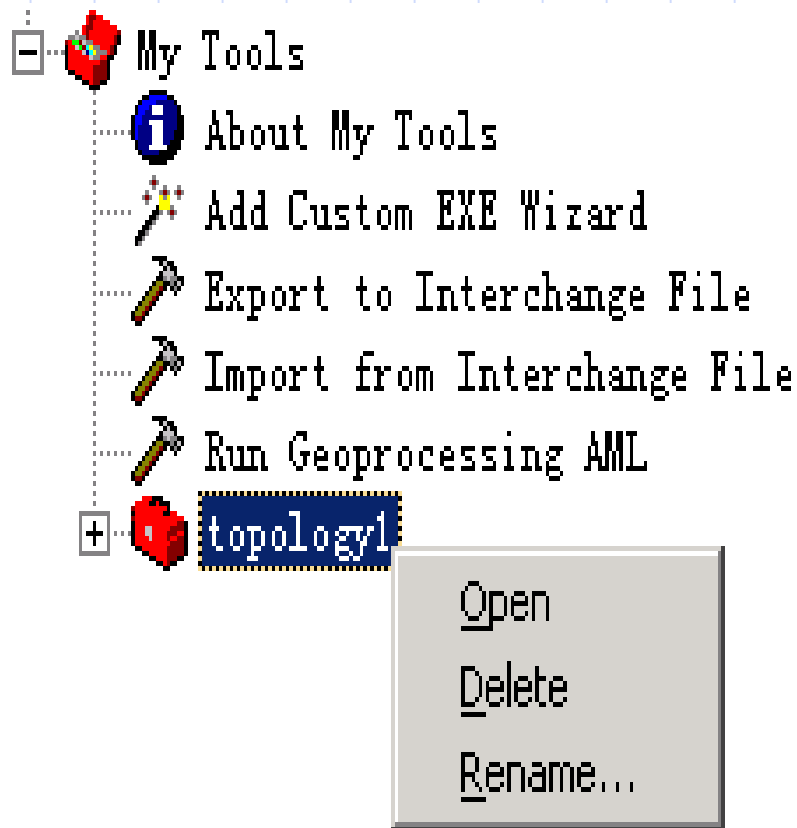 My Tools
About My Tools
Add Custom EXE Wizard
Export to Interchange File
Import from Interchange File
Run Geoprocessing AML
topology1
Open
Delete
Rename...